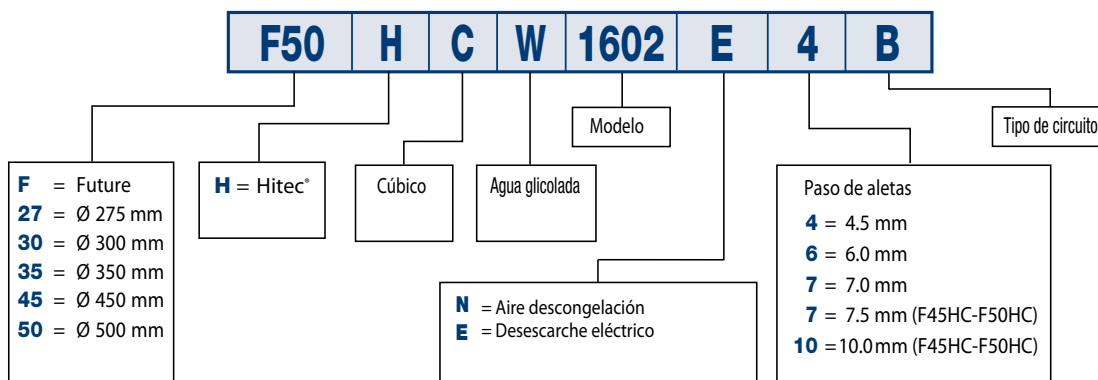 F50 H C W 1602 E 4 B
Modelo
Tipo de circuito
F = Future
27 = Ø 275 mm
30 = Ø 300 mm
35 = Ø 350 mm
45 = Ø 450 mm
50 = Ø 500 mm
H = Hitec®
Cúbico
Agua glicolada
N = Aire descongelación
E = Desescarche eléctrico
Paso de aletas
4 = 4.5 mm
6 = 6.0 mm
7 = 7.0 mm
7 = 7.5 mm (F45HC-F50HC)
10 = 10.0 mm (F45HC-F50HC)